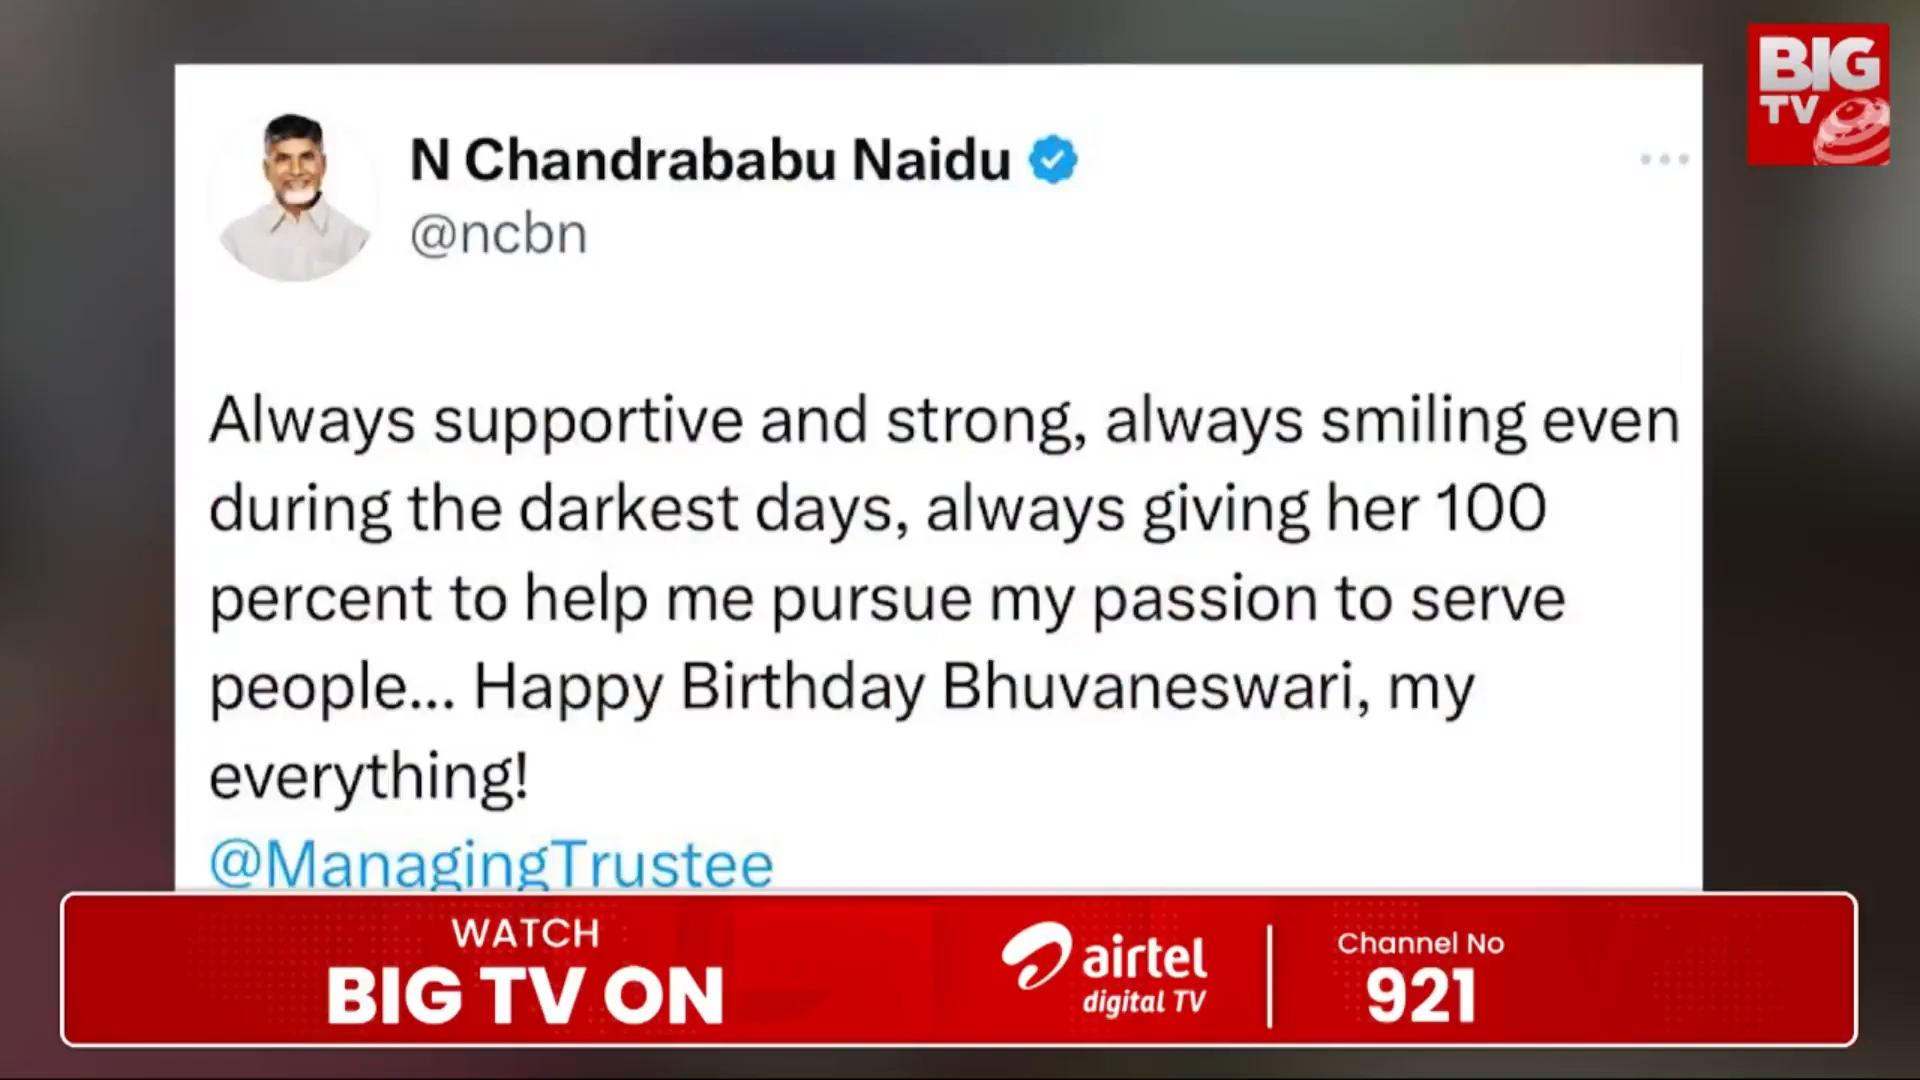 BIG
TV
N Chandrababu Naidu
@ncbn
Always supportive and strong, always smiling even
during the darkest days, always giving her 100
percent to help me pursue my passion to serve
people... Happy Birthday Bhuvaneswari, my
everything!
@ManagingTrustee
WATCH
BIG TV ON
airtel
digital TV
Channel No
921